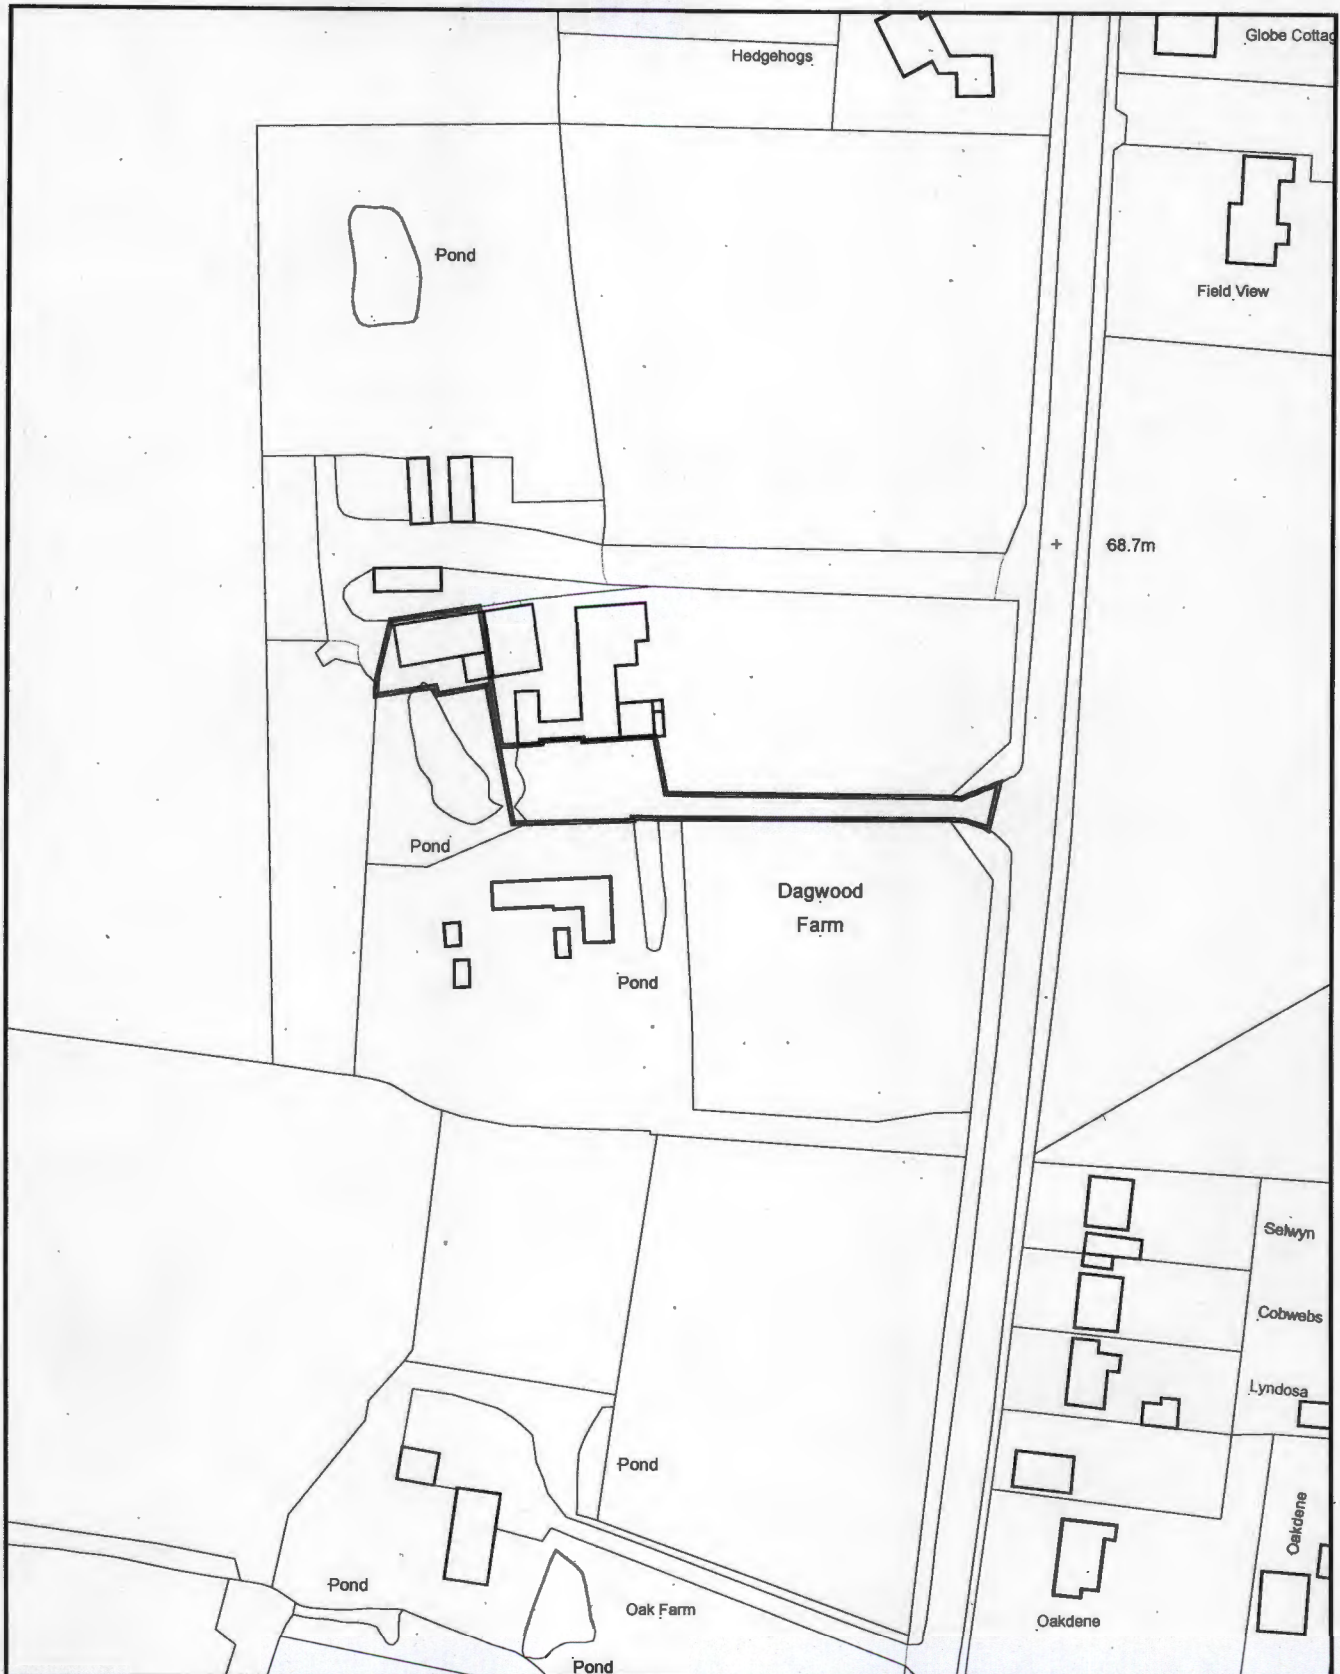 Hedgehogs
Globe Cottag
Pond
Field View
68.7m
Pond
Dagwood
Farm
Pond
Selwyn
Cobwebs
Lyndosa
Pond
Oakdene
Pond
Oak Farm
Oakdene
Pond